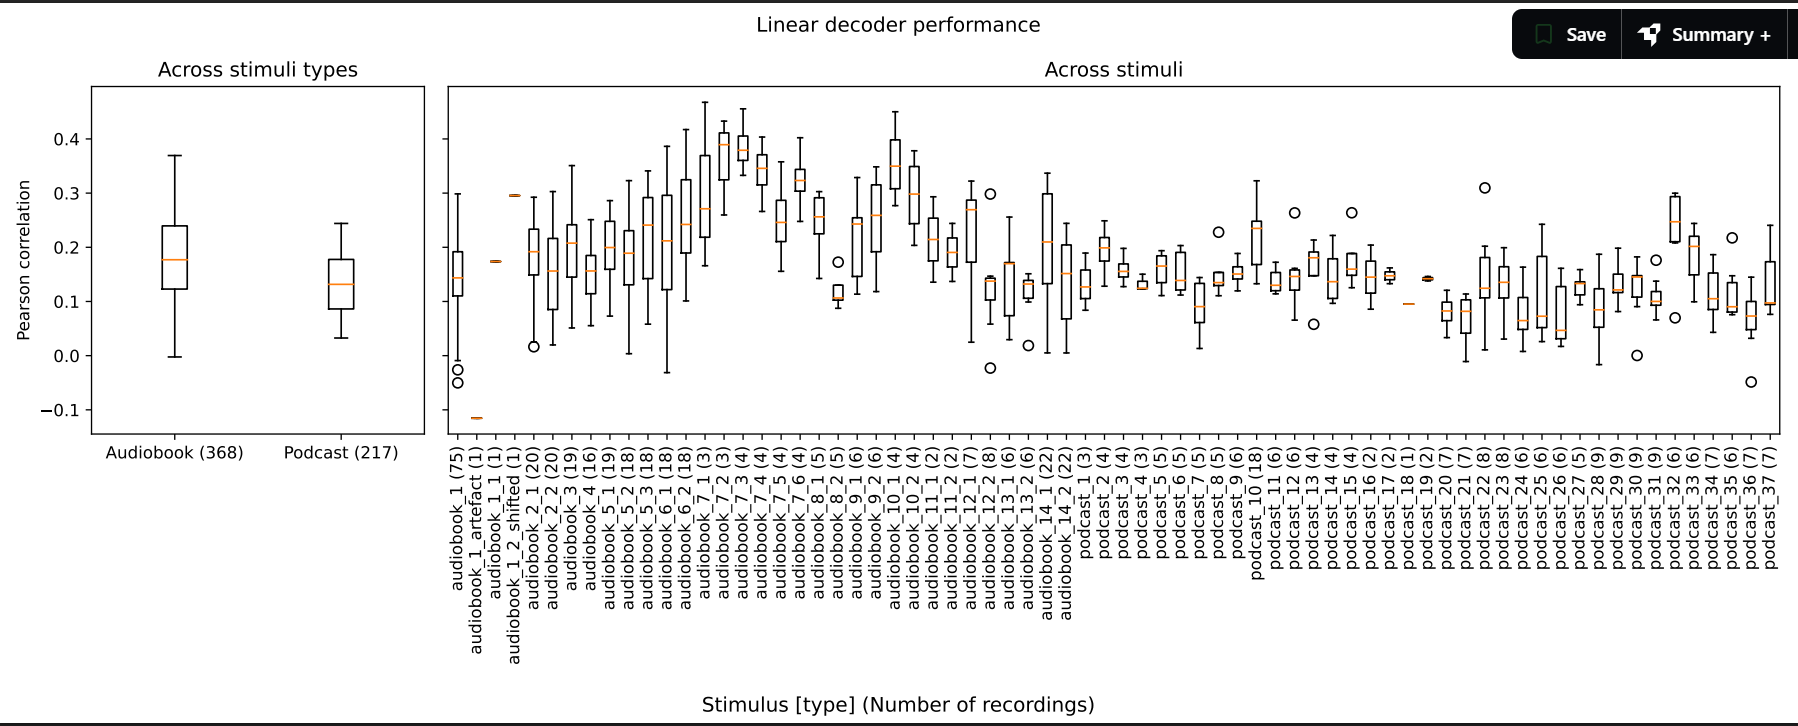 Linear decoder performance
Save
Summary +
Across stimuli types
Across stimuli
Pearson correlation
0.4
0.3
0.2
0.1
0.0
−0.1
Audiobook (368)
Podcast (217)
audiobook_1 (75)
audiobook_1_artefact (1)
audiobook_1_1 (1)
audiobook_1_2_shifted (1)
audiobook_2_1 (20)
audiobook_2_2 (20)
audiobook_3 (19)
audiobook_4 (16)
audiobook_5_1 (19)
audiobook_5_2 (18)
audiobook_5_3 (18)
audiobook_6_1 (18)
audiobook_6_2 (18)
audiobook_7_1 (3)
audiobook_7_2 (3)
audiobook_7_3 (4)
audiobook_7_4 (4)
audiobook_7_5 (4)
audiobook_7_6 (4)
audiobook_8_1 (5)
audiobook_8_2 (5)
audiobook_9_1 (6)
audiobook_9_2 (6)
audiobook_10_1 (4)
audiobook_10_2 (4)
audiobook_11_1 (2)
audiobook_11_2 (2)
audiobook_12_1 (7)
audiobook_12_2 (8)
audiobook_13_1 (6)
audiobook_13_2 (6)
audiobook_14_1 (22)
audiobook_14_2 (22)
podcast_1 (3)
podcast_2 (4)
podcast_3 (4)
podcast_4 (3)
podcast_5 (5)
podcast_6 (5)
podcast_7 (5)
podcast_8 (5)
podcast_9 (6)
podcast_10 (18)
podcast_11 (6)
podcast_12 (6)
podcast_13 (4)
podcast_14 (4)
podcast_15 (4)
podcast_16 (2)
podcast_17 (2)
podcast_18 (1)
podcast_19 (2)
podcast_20 (7)
podcast_21 (7)
podcast_22 (8)
podcast_23 (8)
podcast_24 (6)
podcast_25 (6)
podcast_26 (6)
podcast_27 (5)
podcast_28 (9)
podcast_29 (9)
podcast_30 (9)
podcast_31 (9)
podcast_32 (6)
podcast_33 (6)
podcast_34 (7)
podcast_35 (6)
podcast_36 (7)
podcast_37 (7)
Stimulus [type] (Number of recordings)